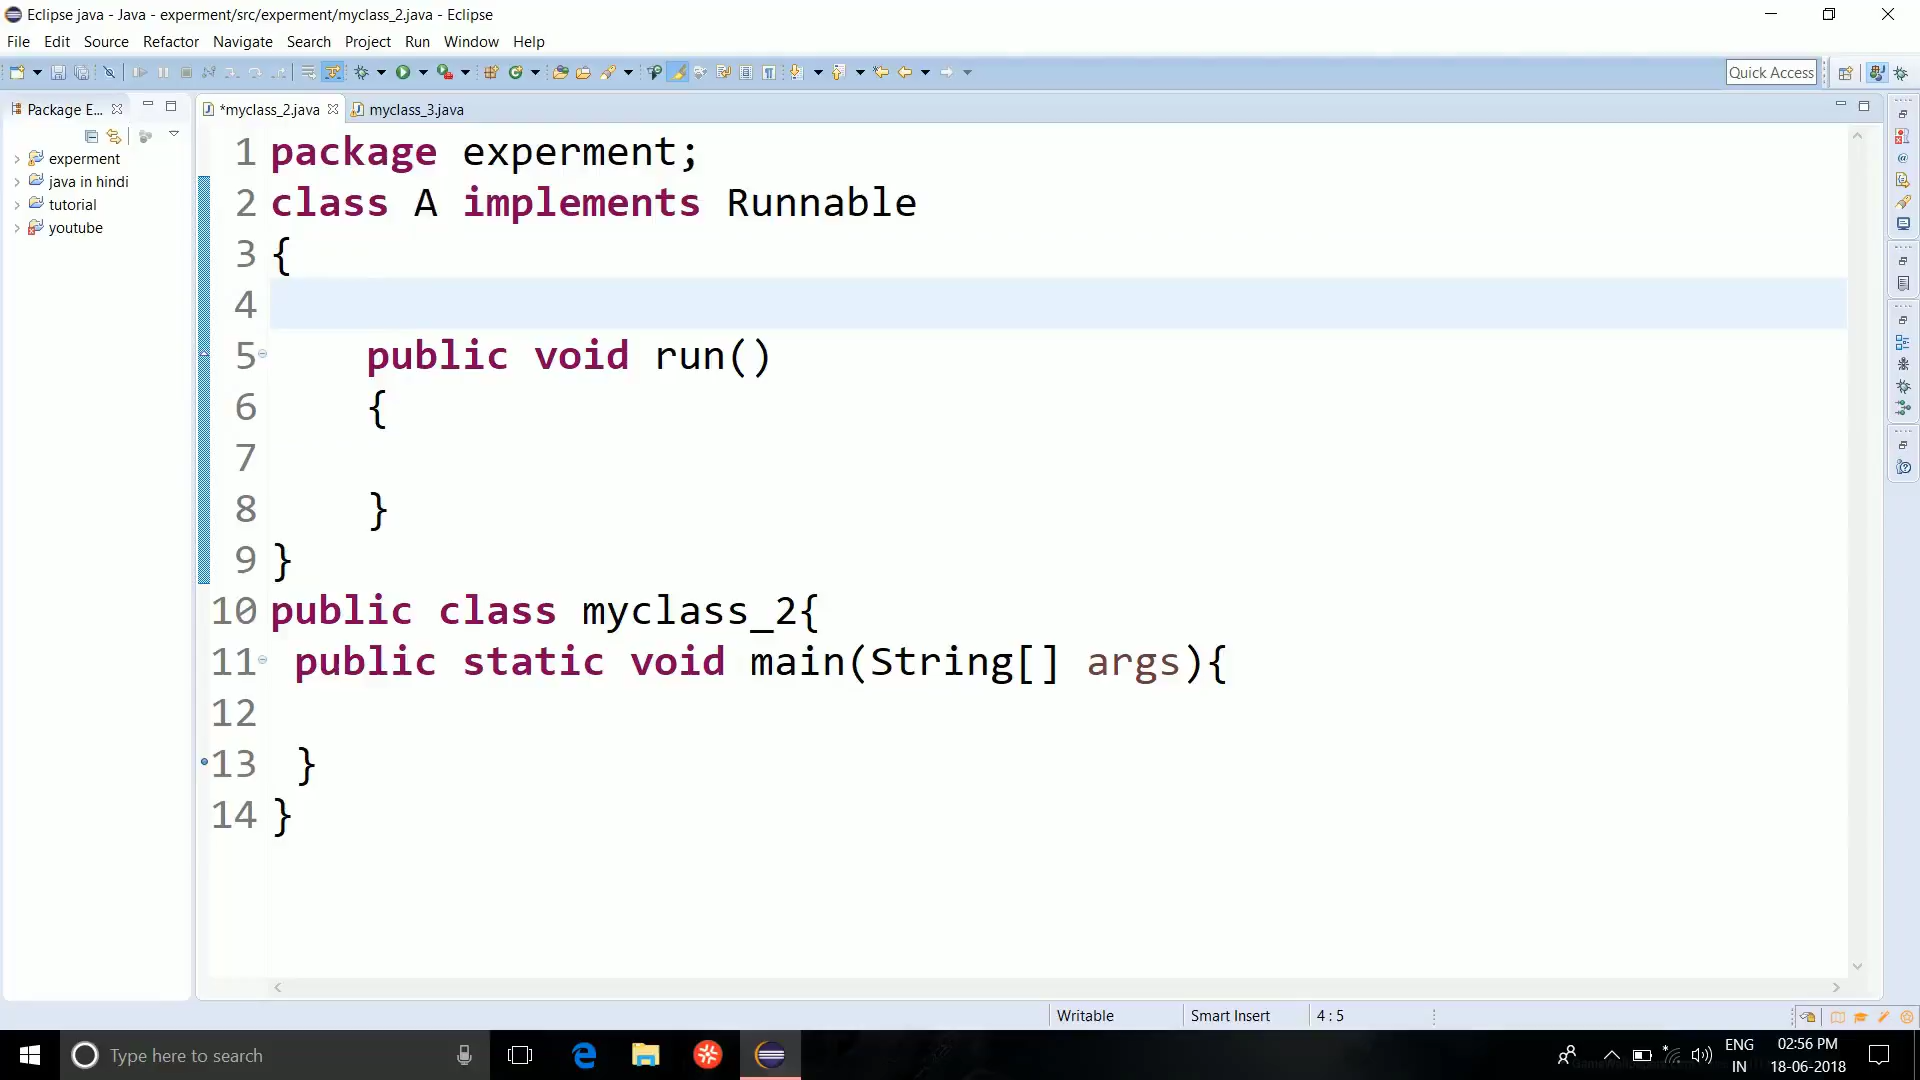 Eclipse java - Java - experment/src/experment/myclass_2.java - Eclipse
File Edit Source Refactor Navigate Search Project Run Window Help
Quick Access
Package E...
*myclass_2.java
myclass_3.java
experment
java in hindi
tutorial
youtube
1 package experment;
2 class A implements Runnable
3 {
4
5     public void run()
6     {
7
8     }
9 }
10 public class myclass_2{
11  public static void main(String[] args){
12
13  }
14 }
Writable Smart Insert 4 : 5
Type here to search
ENG
IN
02:56 PM
18-06-2018